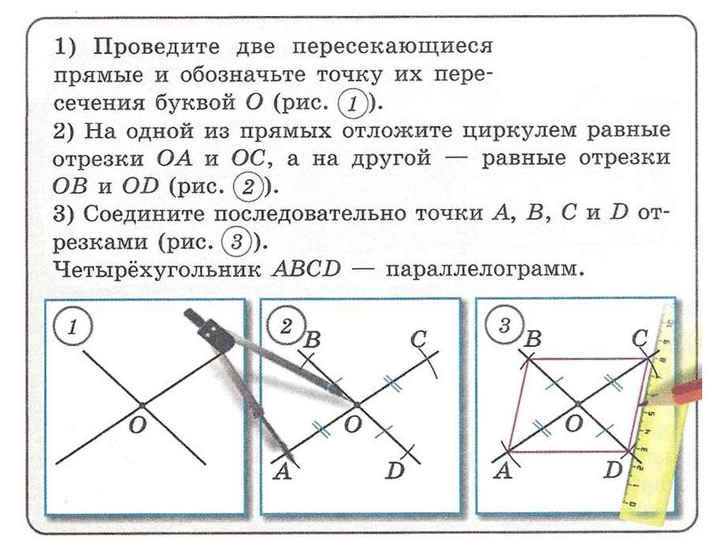 1) Проведите две пересекающиеся
прямые и обозначьте точку их пере-
сечения буквой O (рис. 1).
2) На одной из прямых отложите циркулем равные
отрезки OA и OC, а на другой — равные отрезки
OB и OD (рис. 2).
3) Соедините последовательно точки A, B, C и D от-
резками (рис. 3).
Четырёхугольник ABCD — параллелограмм.
1
O
2
B
C
O
A
D
3
B
C
O
A
D